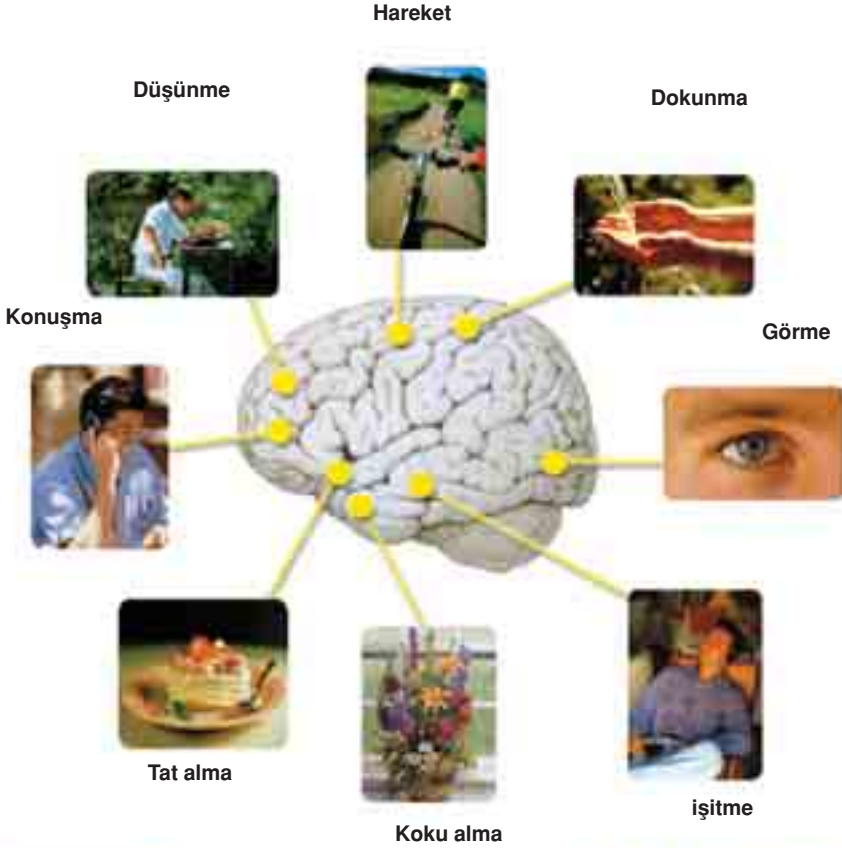 Hareket
Düşünme
Dokunma
Konuşma
Görme
Tat alma
işitme
Koku alma